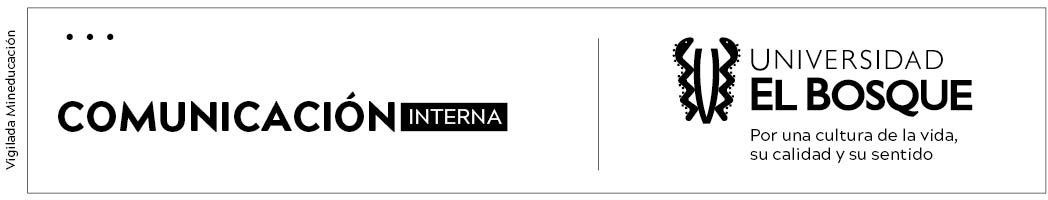 Vigilada Mineducación
COMUNICACIÓN INTERNA
UNIVERSIDAD
EL BOSQUE
Por una cultura de la vida,
su calidad y su sentido